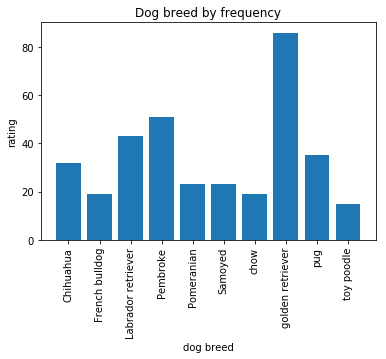 Dog breed by frequency
rating
80
60
40
20
0
Chihuahua
French bulldog
Labrador retriever
Pembroke
Pomeranian
Samoyed
chow
golden retriever
pug
toy poodle
dog breed